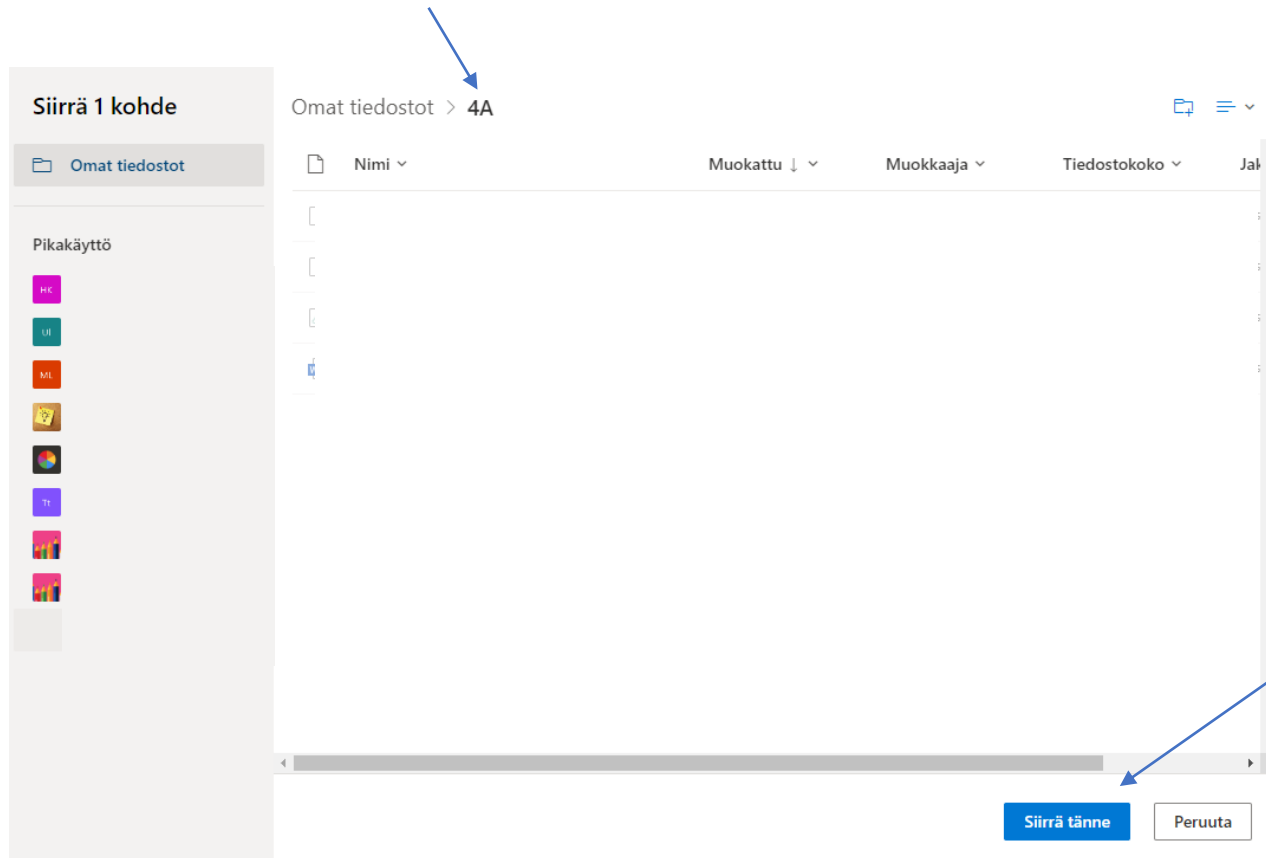 Siirrä 1 kohde
Omat tiedostot
Pikakäyttö
HK
UI
ML
Tt
Omat tiedostot > 4A
Nimi Muokattu ↓ Muokkaaja Tiedostokoko Jak
Siirrä tänne Peruuta